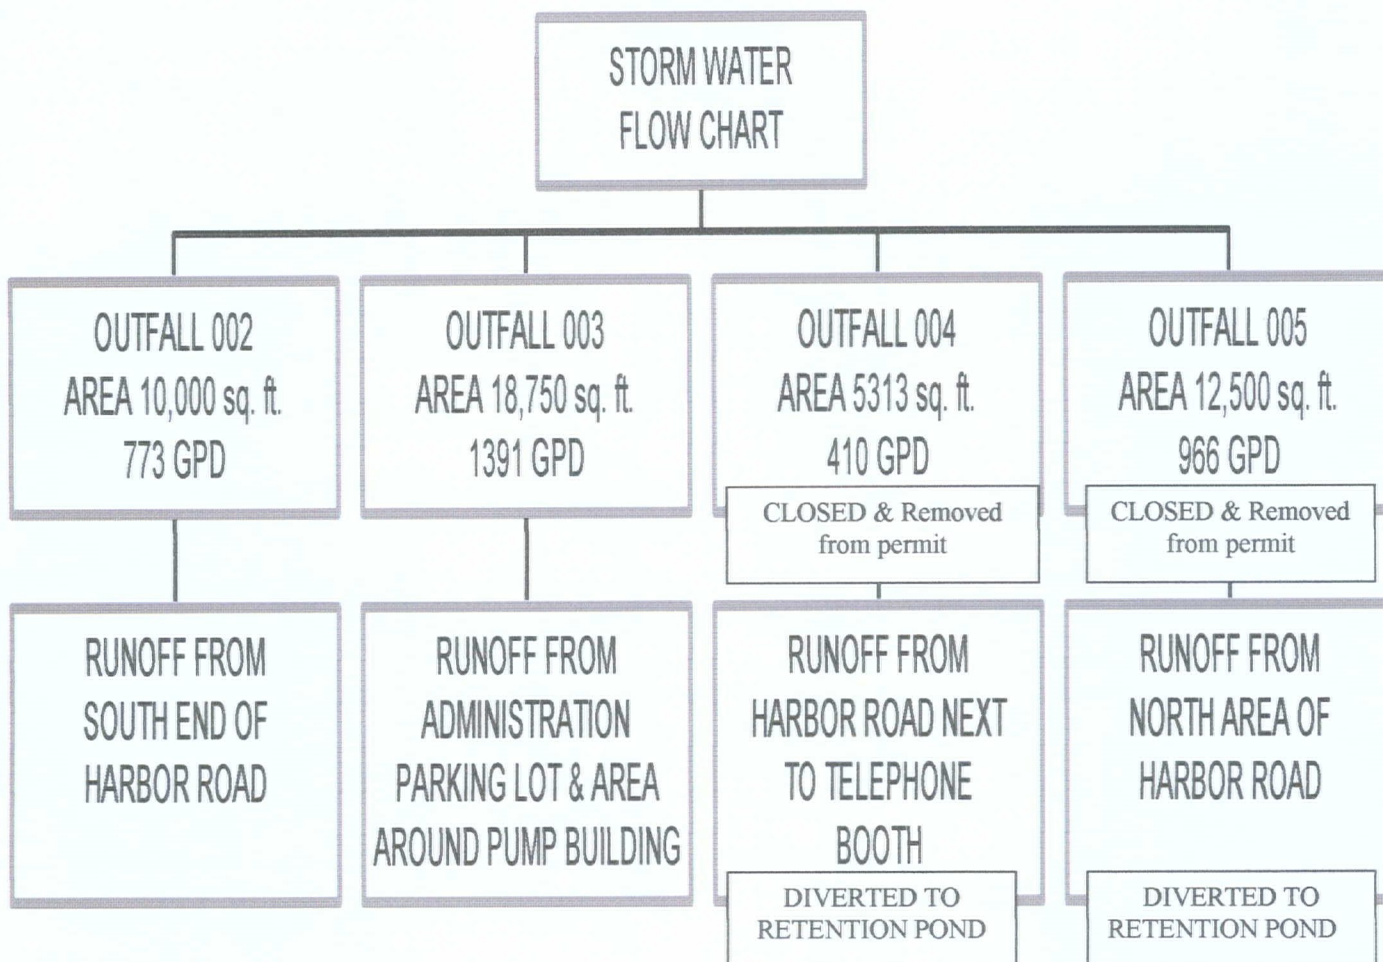 STORM WATER
FLOW CHART
OUTFALL 002
AREA 10,000 sq. ft.
773 GPD
OUTFALL 003
AREA 18,750 sq. ft.
1391 GPD
OUTFALL 004
AREA 5313 sq. ft.
410 GPD
CLOSED & Removed
from permit
OUTFALL 005
AREA 12,500 sq. ft.
966 GPD
CLOSED & Removed
from permit
RUNOFF FROM
SOUTH END OF
HARBOR ROAD
RUNOFF FROM
ADMINISTRATION
PARKING LOT & AREA
AROUND PUMP BUILDING
RUNOFF FROM
HARBOR ROAD NEXT
TO TELEPHONE
BOOTH
DIVERTED TO
RETENTION POND
RUNOFF FROM
NORTH AREA OF
HARBOR ROAD
DIVERTED TO
RETENTION POND